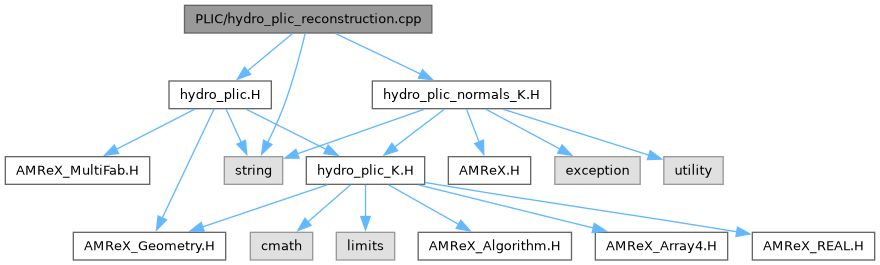 PLIC/hydro_plic_reconstruction.cpp
hydro_plic.H
hydro_plic_normals_K.H
AMReX_MultiFab.H
string
hydro_plic_K.H
AMReX.H
exception
utility
AMReX_Geometry.H
cmath
limits
AMReX_Algorithm.H
AMReX_Array4.H
AMReX_REAL.H